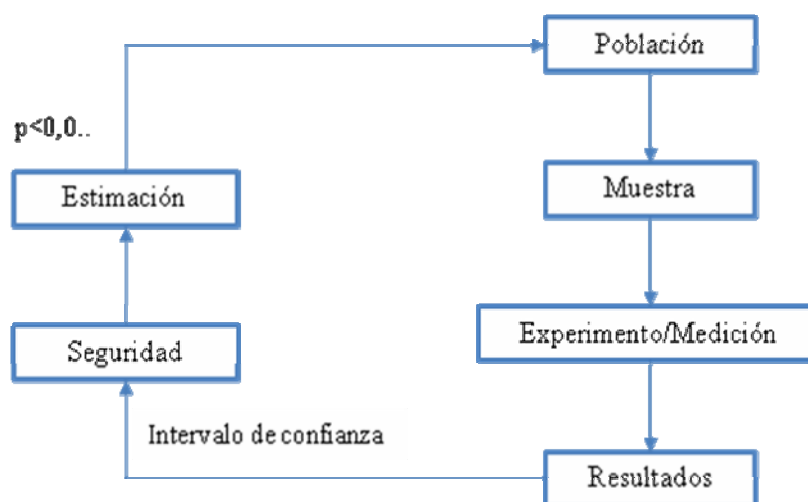 Población
p<0,0..
Muestra
Estimación
Experimento/Medición
Seguridad
Intervalo de confianza
Resultados